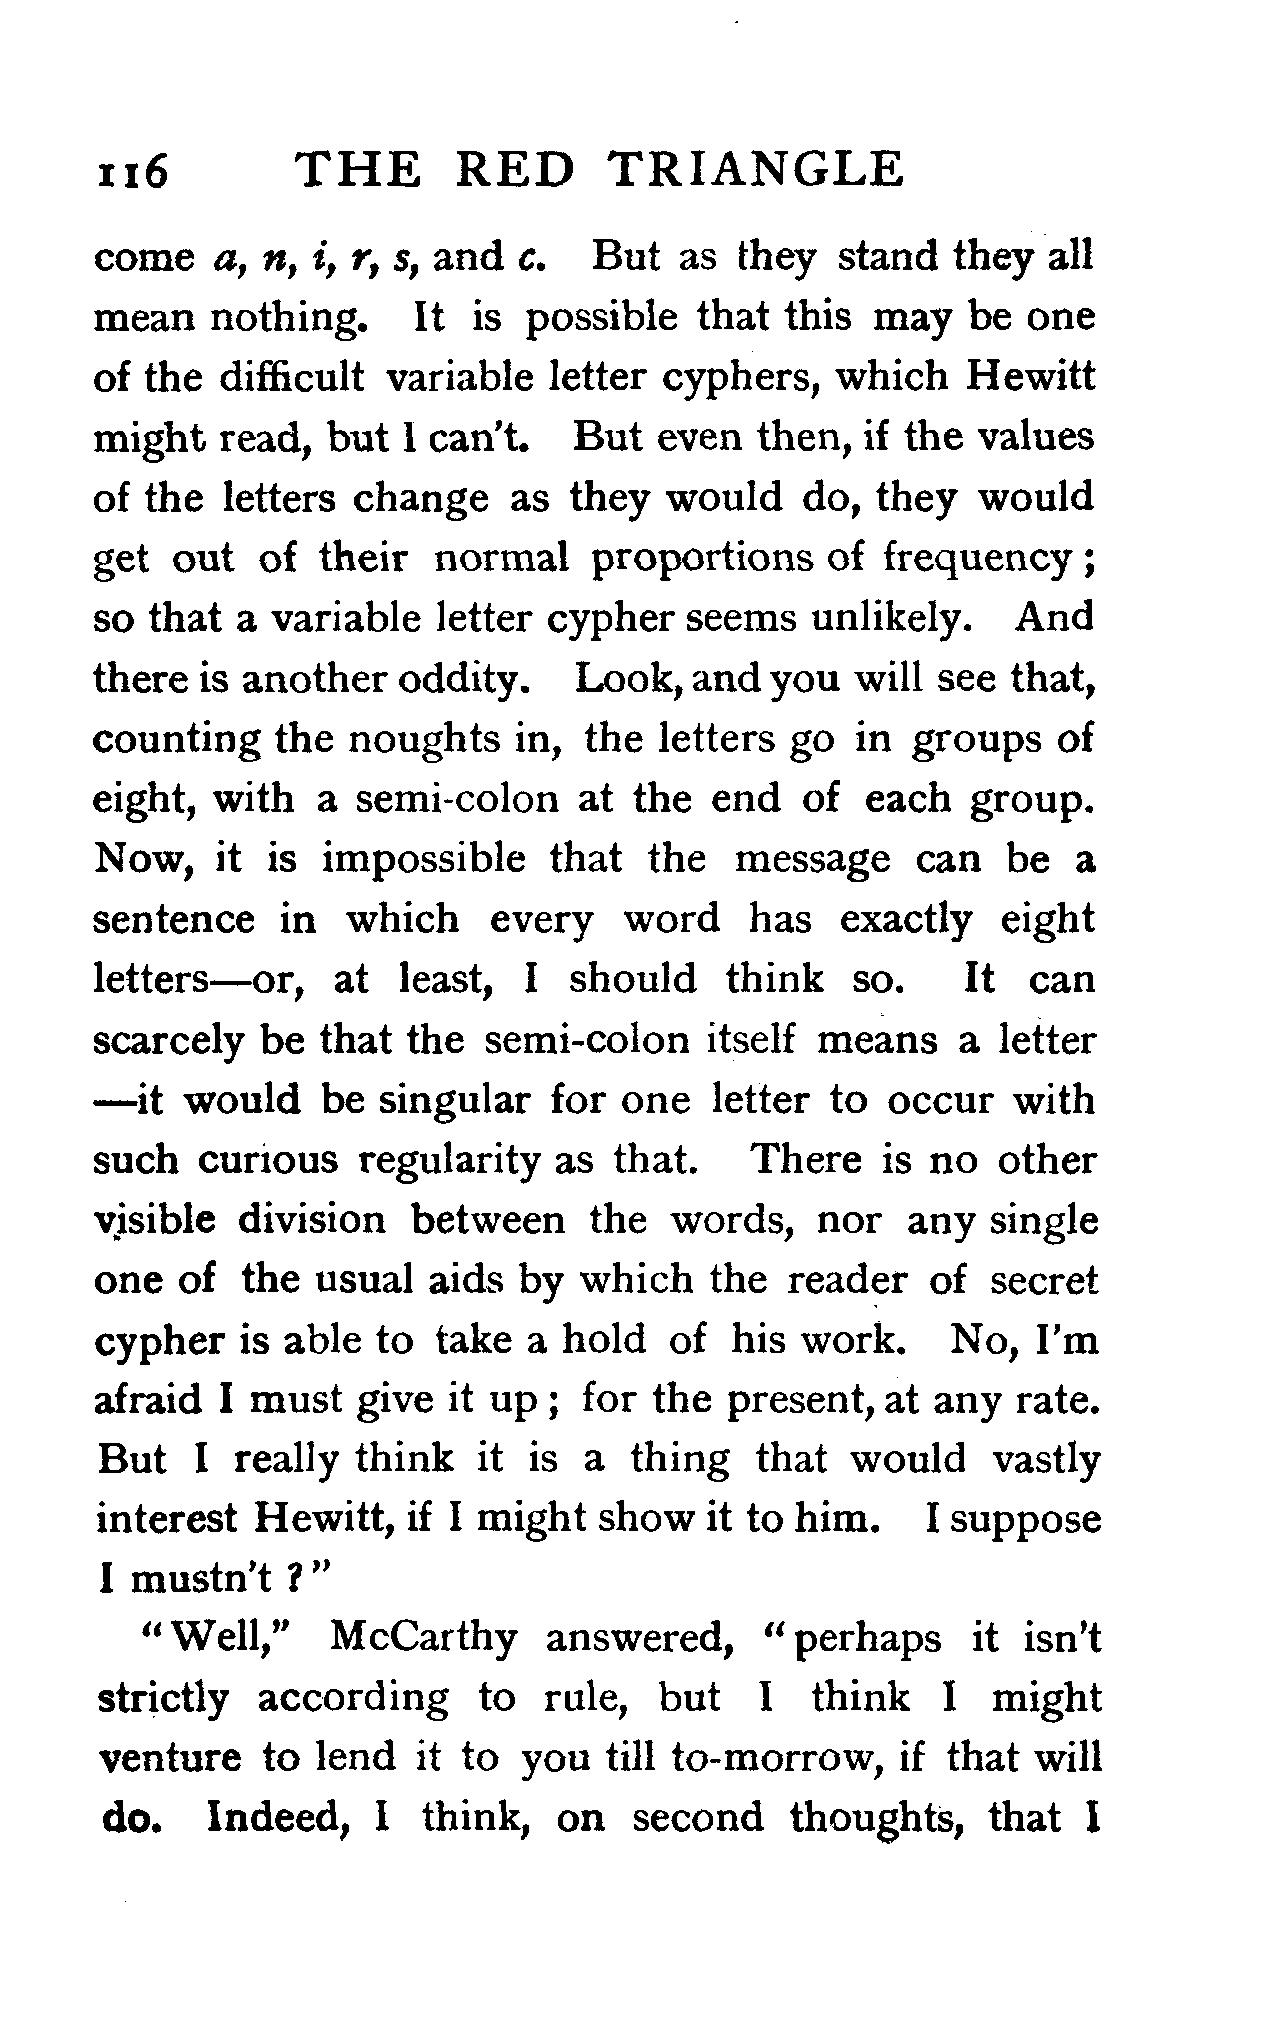 116 THE RED TRIANGLE
come a, n, i, r, s, and c. But as they stand they all
mean nothing. It is possible that this may be one
of the difficult variable letter cyphers, which Hewitt
might read, but I can't. But even then, if the values
of the letters change as they would do, they would
get out of their normal proportions of frequency ;
so that a variable letter cypher seems unlikely. And
there is another oddity. Look, and you will see that,
counting the noughts in, the letters go in groups of
eight, with a semi-colon at the end of each group.
Now, it is impossible that the message can be a
sentence in which every word has exactly eight
letters—or, at least, I should think so. It can
scarcely be that the semi-colon itself means a letter
—it would be singular for one letter to occur with
such curious regularity as that. There is no other
visible division between the words, nor any single
one of the usual aids by which the reader of secret
cypher is able to take a hold of his work. No, I'm
afraid I must give it up ; for the present, at any rate.
But I really think it is a thing that would vastly
interest Hewitt, if I might show it to him. I suppose
I mustn't ?"
"Well," McCarthy answered, "perhaps it isn't
strictly according to rule, but I think I might
venture to lend it to you till to-morrow, if that will
do. Indeed, I think, on second thoughts, that I